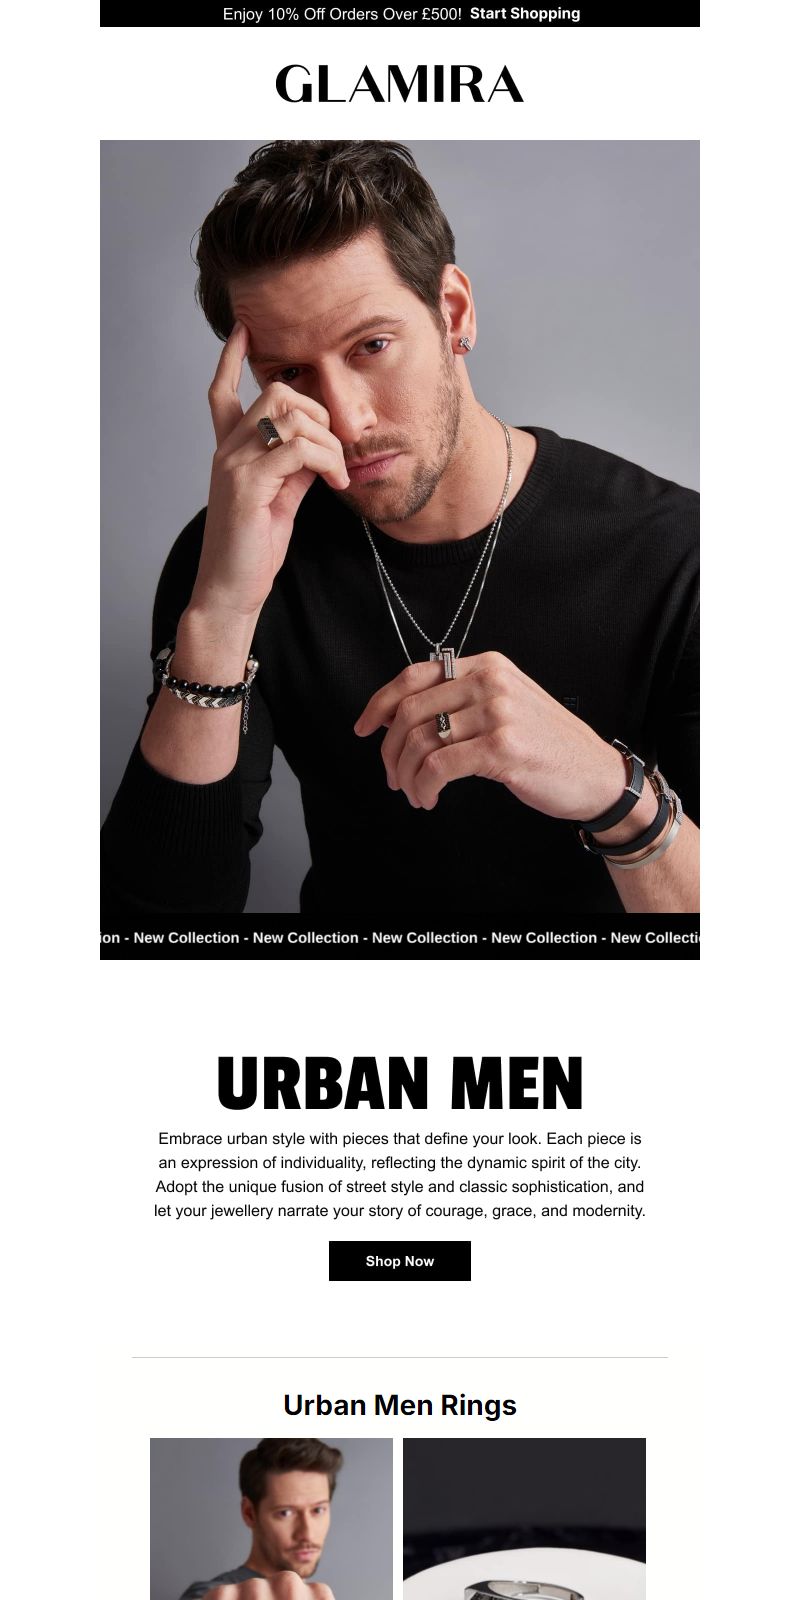 Enjoy 10% Off Orders Over £500! Start Shopping
GLAMIRA
- New Collection - New Collection - New Collection - New Collection - New
URBAN MEN
Embrace urban style with pieces that define your look. Each piece is
an expression of individuality, reflecting the dynamic spirit of the city.
Adopt the unique fusion of street style and classic sophistication, and
let your jewellery narrate your story of courage, grace, and modernity.
Shop Now
Urban Men Rings